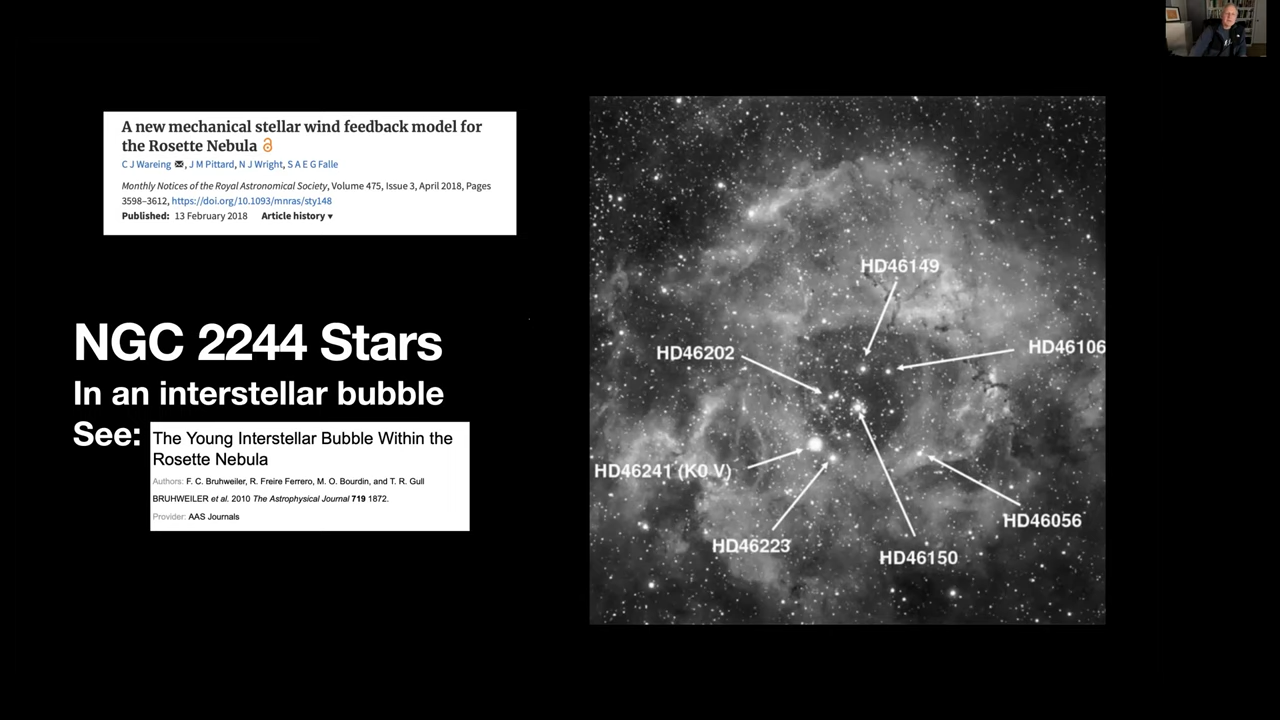 A new mechanical stellar wind feedback model for
the Rosette Nebula
C J Wareing, J M Pittard, N J Wright, S A E G Falle
Monthly Notices of the Royal Astronomical Society, Volume 475, Issue 3, April 2018, Pages
3598–3612, https://doi.org/10.1093/mnras/sty148
Published: 13 February 2018 Article history ▾
NGC 2244 Stars
In an interstellar bubble
See:
The Young Interstellar Bubble Within the
Rosette Nebula
Authors: F. C. Bruhweiler, R. Freire Ferrero, M. O. Bourdin, and T. R. Gull
BRUHWEILER et al. 2010 The Astrophysical Journal 719 1872.
Provider: AAS Journals
HD46149
HD46202
HD46106
HD46241 (K0 V)
HD46056
HD46223
HD46150